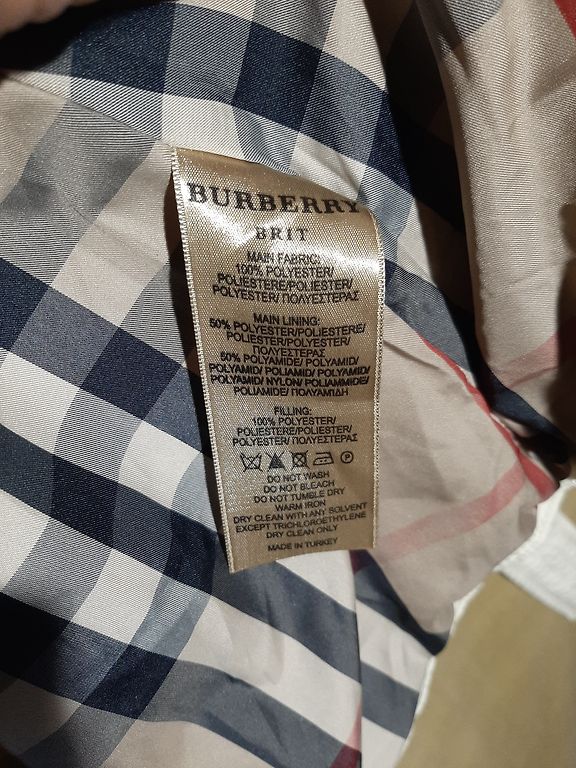 BURBERRY
BRIT
MAIN FABRIC:
100% POLYESTER/
POLIESTERE/POLIESTER/
POLYESTER/ ΠΟΛΥΕΣΤΕΡΑΣ
MAIN LINING:
50% POLYESTER/POLIESTERE/
POLIESTER/POLYESTER/
ΠΟΛΥΕΣΤΕΡΑΣ
50% POLYAMIDE/ POLYAMID/
POLYAMID/ POLIAMID/ POLYAMID/
POLYAMID/ NYLON/ POLIAMMIDE/
POLIAMIDE/ ΠΟΛΥΑΜΙΔΗ
FILLING:
100% POLYESTER/
POLIESTERE/POLIESTER/
POLYESTER/ ΠΟΛΥΕΣΤΕΡΑΣ
DO NOT WASH
DO NOT BLEACH
DO NOT TUMBLE DRY
WARM IRON
DRY CLEAN WITH ANY SOLVENT
EXCEPT TRICHLOROETHYLENE
DRY CLEAN ONLY
MADE IN TURKEY